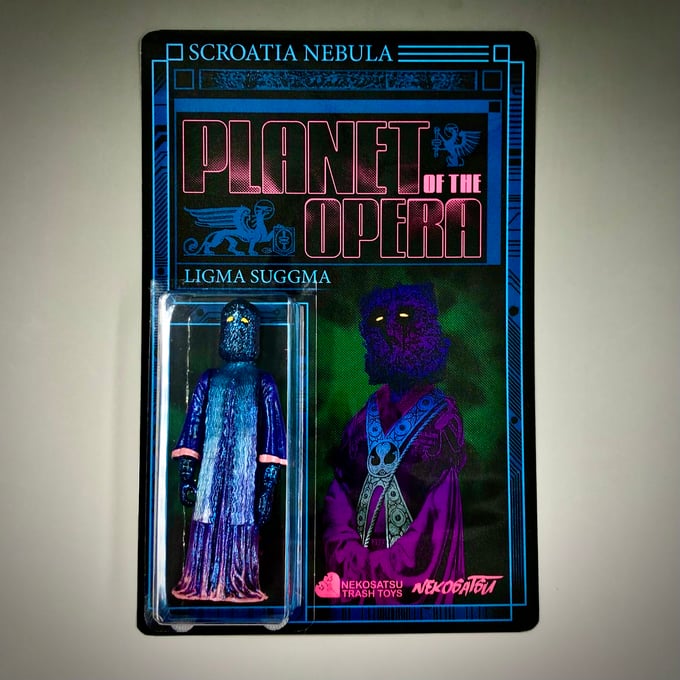 SCROATIA NEBULA
PLANET
OF THE
OPERA
LIGMA SUGGMA
NEKOSATSU
TRASH TOYS
NEKOSATSU